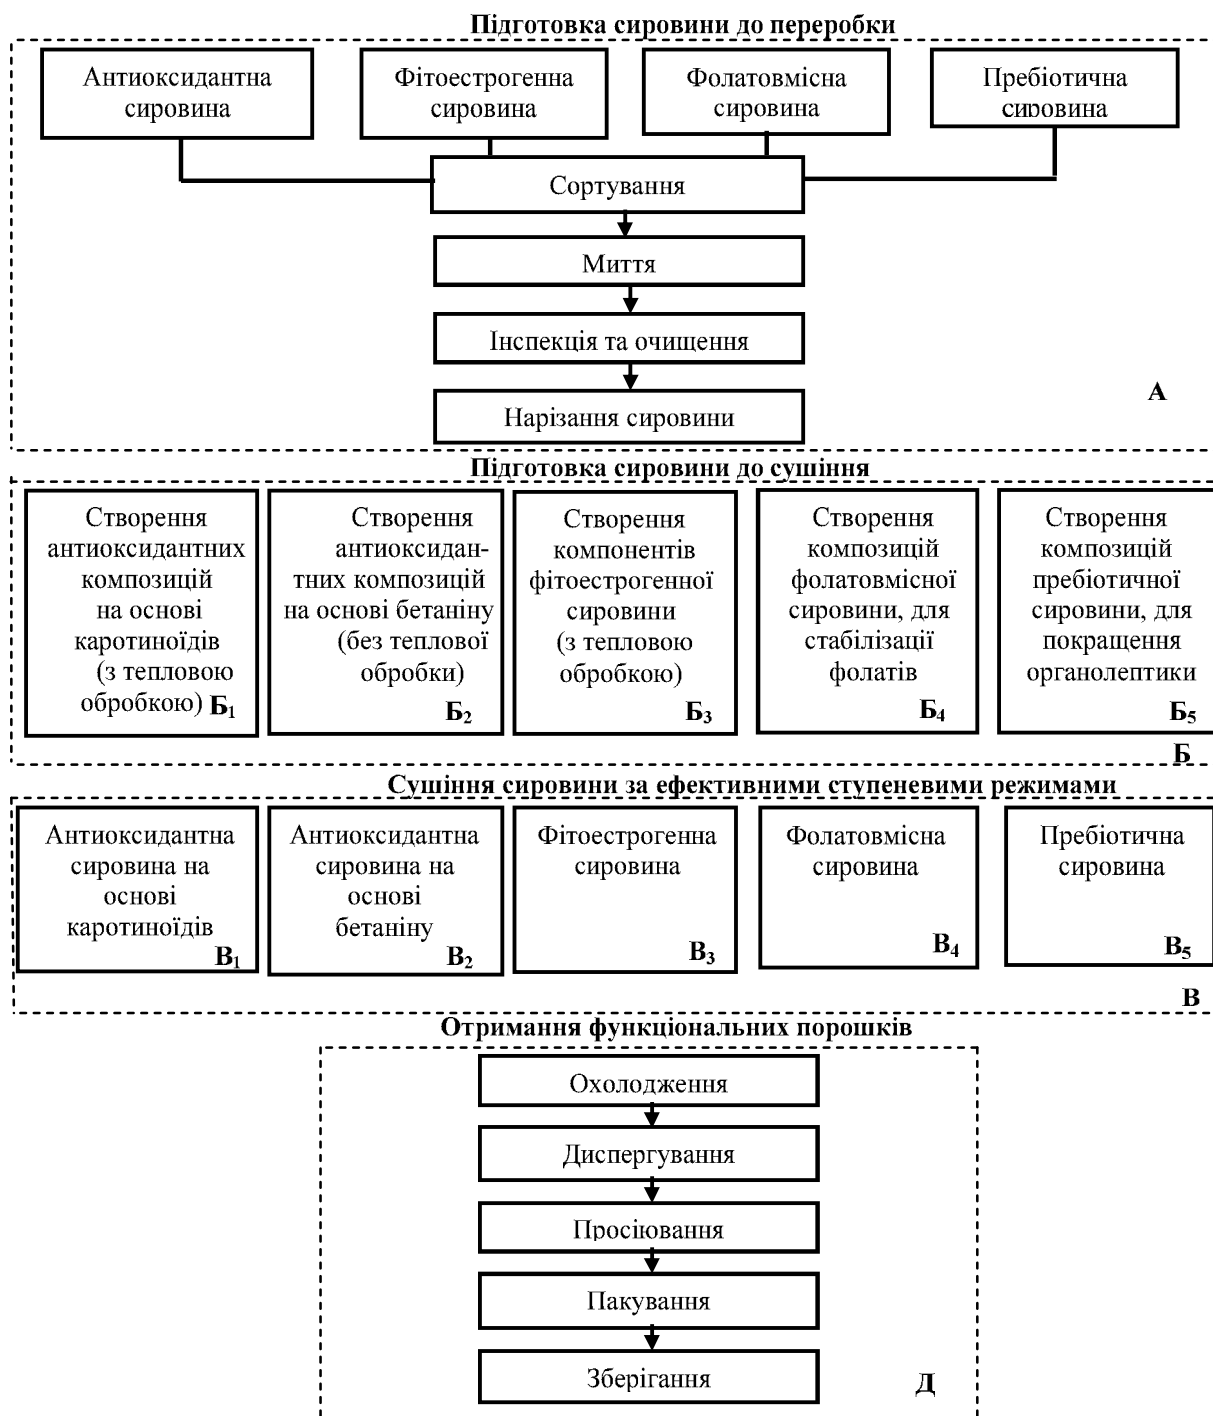 Підготовка сировини до переробки
Антиоксидантна
сировина
Фітоестрогенна
сировина
Фолатовмісна
сировина
Пребіотична
сировина
Сортування
Миття
Інспекція та очищення
Нарізання сировини
А
Підготовка сировини до сушіння
Створення
антиоксидантних
композицій
на основі
каротиноїдів
(з тепловою
обробкою) Б₁
Створення
антиоксидан-
тних композицій
на основі бетаніну
(без теплової
обробки)
Б₂
Створення
компонентів
фітоестрогенної
сировини
(з тепловою
обробкою)
Б₃
Створення
композицій
фолатовмісної
сировини, для
стабілізації
фолатів
Б₄
Створення
композицій
пребіотичної
сировини, для
покращення
органолептики
Б₅
Б
Сушіння сировини за ефективними ступеневими режимами
Антиоксидантна
сировина на
основі
каротиноїдів
В₁
Антиоксидантна
сировина на
основі
бетаніну
В₂
Фітоестрогенна
сировина
В₃
Фолатовмісна
сировина
В₄
Пребіотична
сировина
В₅
В
Отримання функціональних порошків
Охолодження
Диспергування
Просіювання
Пакування
Зберігання
Д